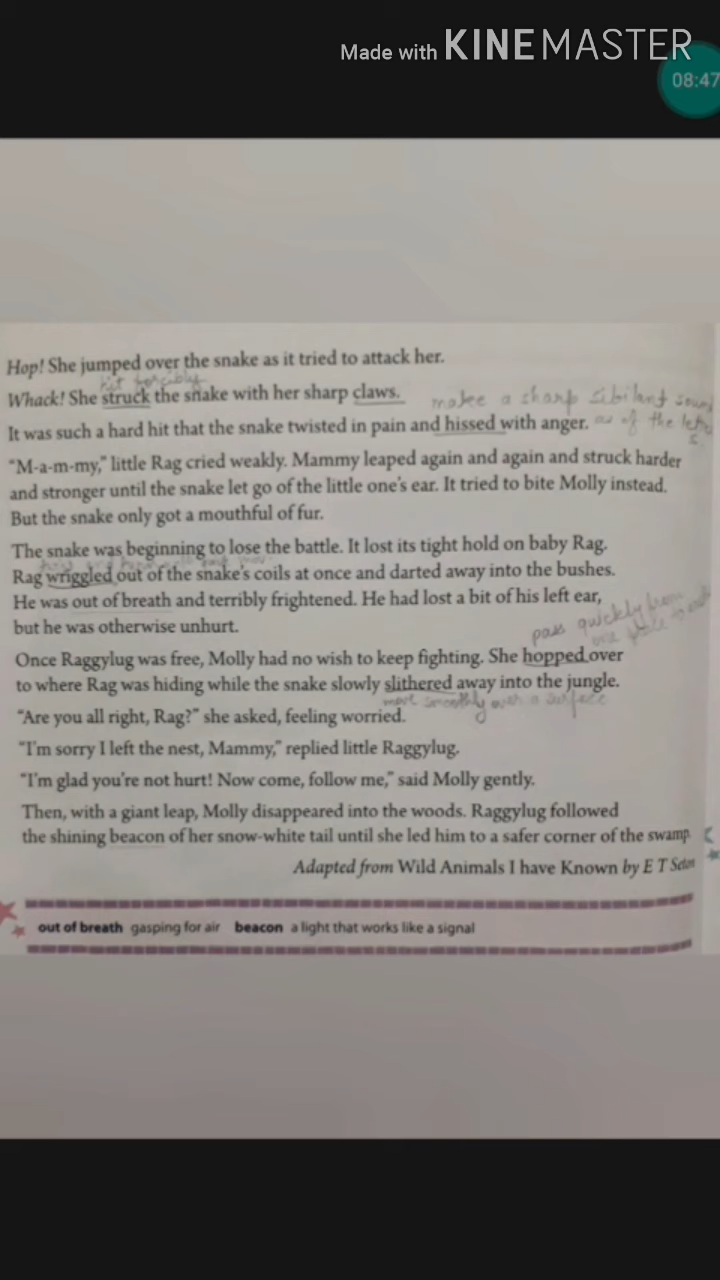 Made with KINEMASTER
08:47
Hop! She jumped over the snake as it tried to attack her.
hit forcibly
Whack! She struck the snake with her sharp claws.
make a sharp sibilant sound
It was such a hard hit that the snake twisted in pain and hissed with anger.
as of the
s.
“M-a-m-my,” little Rag cried weakly. Mammy leaped again and again and struck harder
and stronger until the snake let go of the little one’s ear. It tried to bite Molly instead.
But the snake only got a mouthful of fur.
The snake was beginning to lose the battle. It lost its tight hold on baby Rag.
Rag wriggled out of the snake’s coils at once and darted away into the bushes.
He was out of breath and terribly frightened. He had lost a bit of his left ear,
but he was otherwise unhurt.
pass quickly from
one place to
Once Raggylug was free, Molly had no wish to keep fighting. She hopped over
to where Rag was hiding while the snake slowly slithered away into the jungle.
move smoothly over a surface
“Are you all right, Rag?” she asked, feeling worried.
“I’m sorry I left the nest, Mammy,” replied little Raggylug.
“I’m glad you’re not hurt! Now come, follow me,” said Molly gently.
Then, with a giant leap, Molly disappeared into the woods. Raggylug followed
the shining beacon of her snow-white tail until she led him to a safer corner of the swamp
Adapted from Wild Animals I have Known by E T Seton
out of breath gasping for air beacon a light that works like a signal